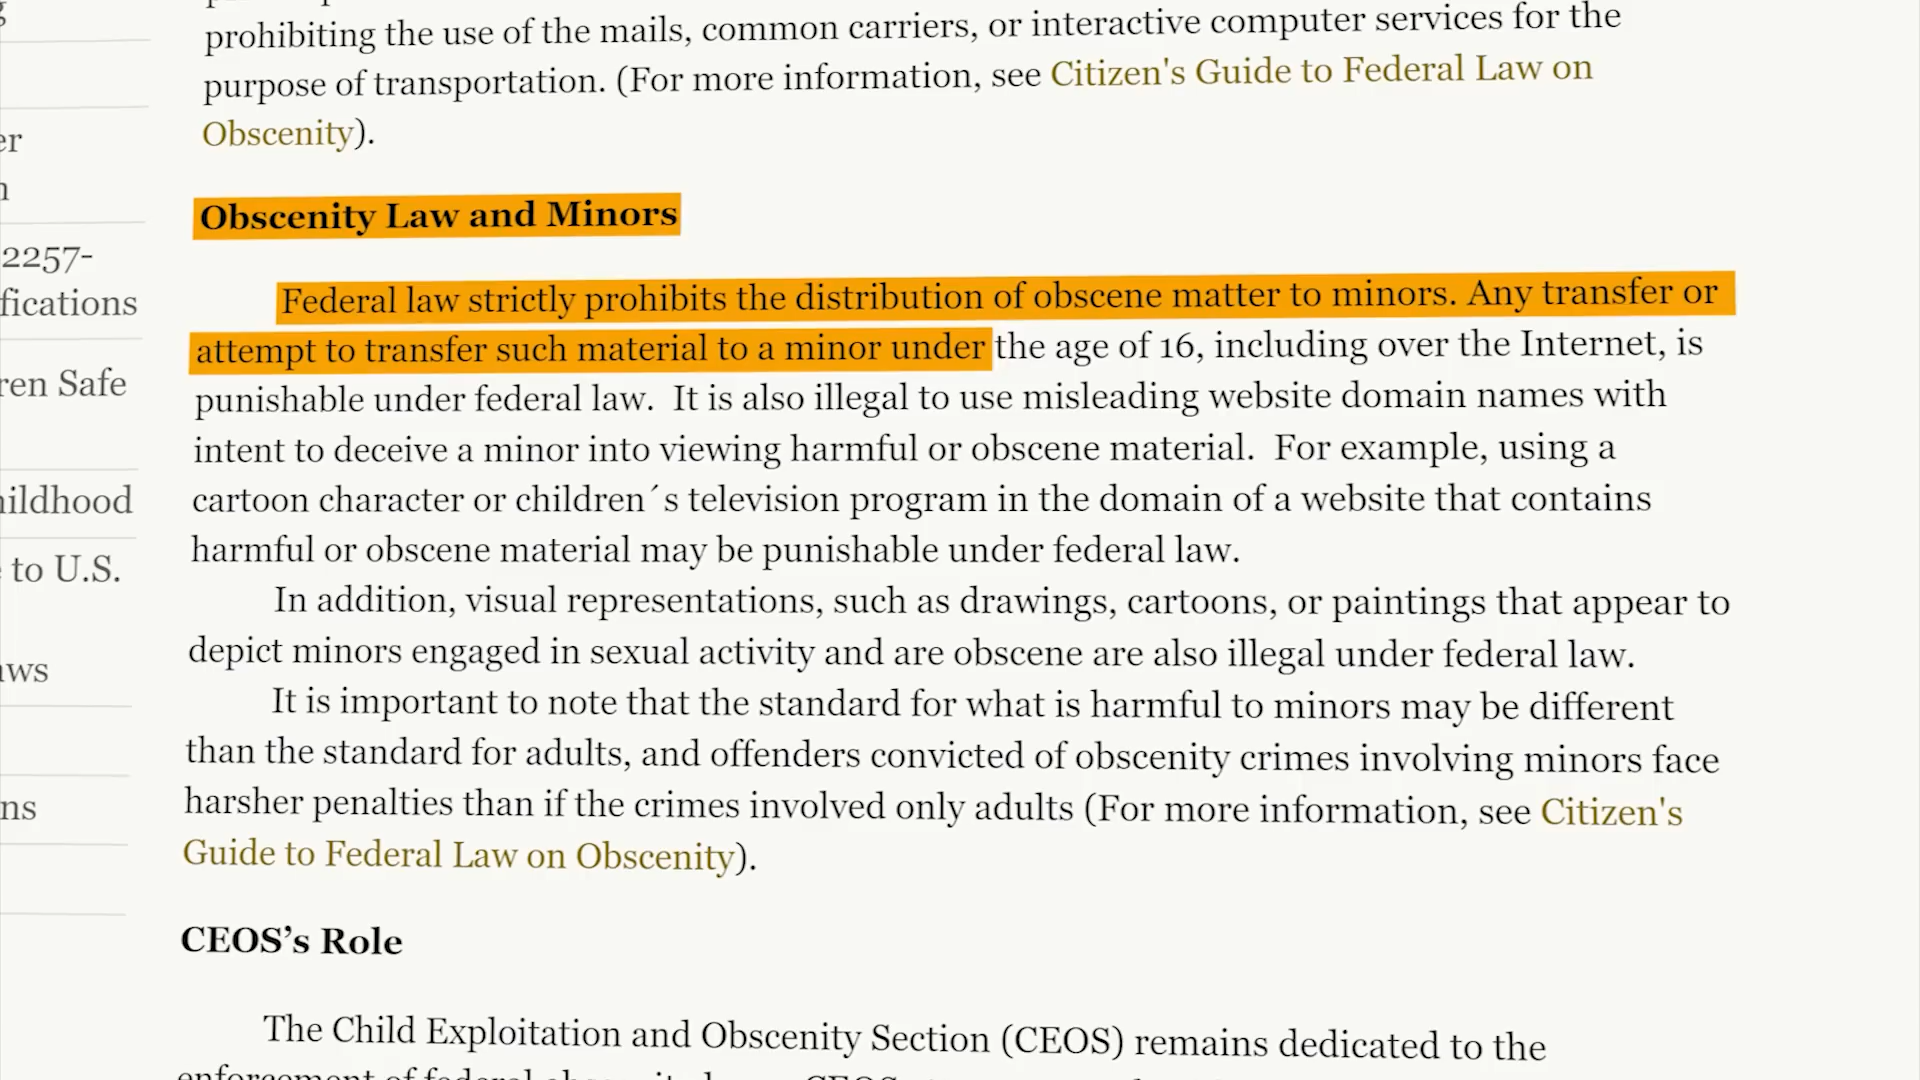 prohibiting the use of the mails, common carriers, or interactive computer services for the
purpose of transportation. (For more information, see Citizen's Guide to Federal Law on
Obscenity).
er
Obscenity Law and Minors
2257-
fications
Federal law strictly prohibits the distribution of obscene matter to minors. Any transfer or
attempt to transfer such material to a minor under the age of 16, including over the Internet, is
ren Safe
punishable under federal law. It is also illegal to use misleading website domain names with
intent to deceive a minor into viewing harmful or obscene material. For example, using a
hildhood
cartoon character or children´s television program in the domain of a website that contains
harmful or obscene material may be punishable under federal law.
to U.S.
In addition, visual representations, such as drawings, cartoons, or paintings that appear to
depict minors engaged in sexual activity and are obscene are also illegal under federal law.
aws
It is important to note that the standard for what is harmful to minors may be different
than the standard for adults, and offenders convicted of obscenity crimes involving minors face
ns
harsher penalties than if the crimes involved only adults (For more information, see Citizen's
Guide to Federal Law on Obscenity).
CEOS’s Role
The Child Exploitation and Obscenity Section (CEOS) remains dedicated to the